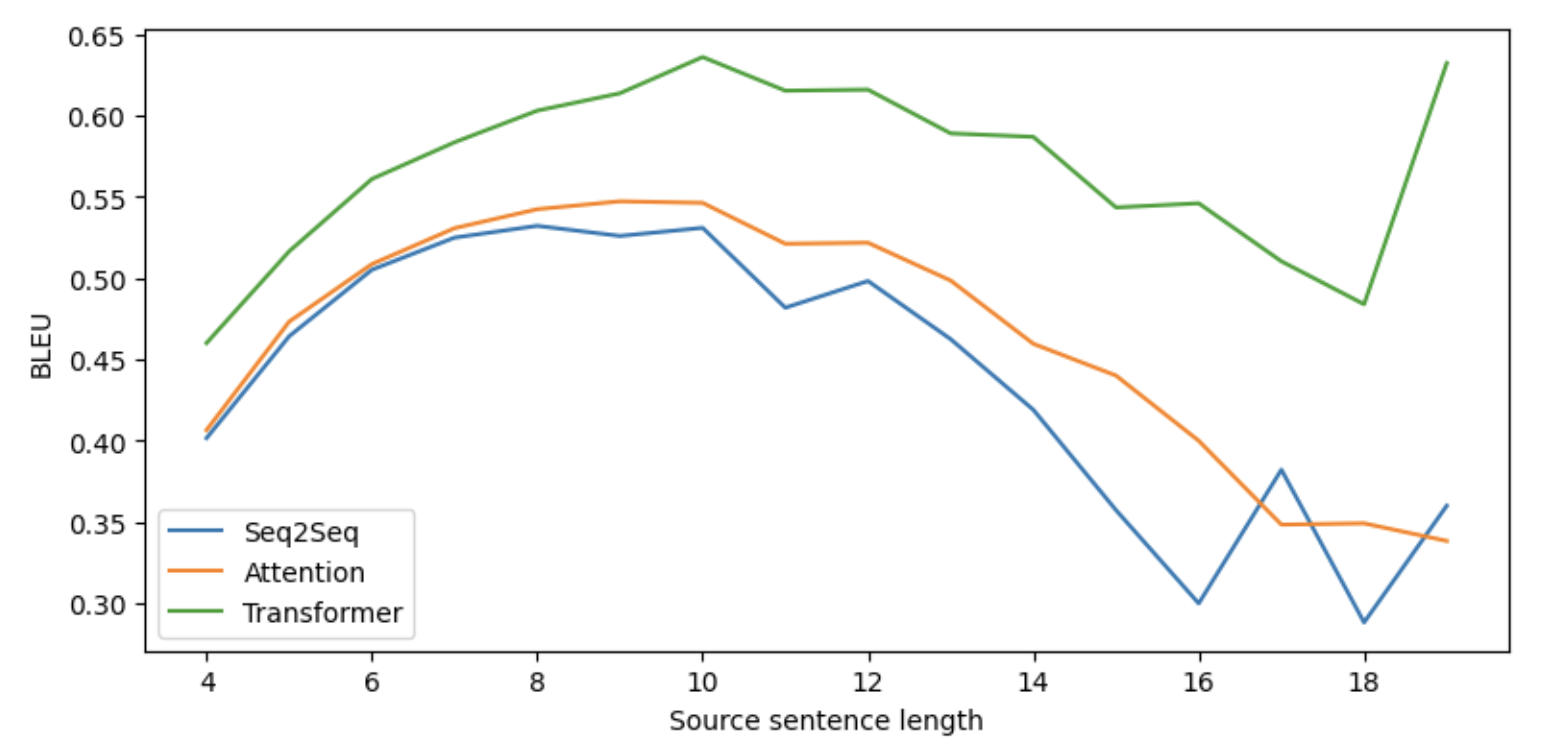 0.65
0.60
0.55
0.50
0.45
0.40
0.35
0.30
BLEU
Seq2Seq
Attention
Transformer
4 6 8 10 12 14 16 18
Source sentence length